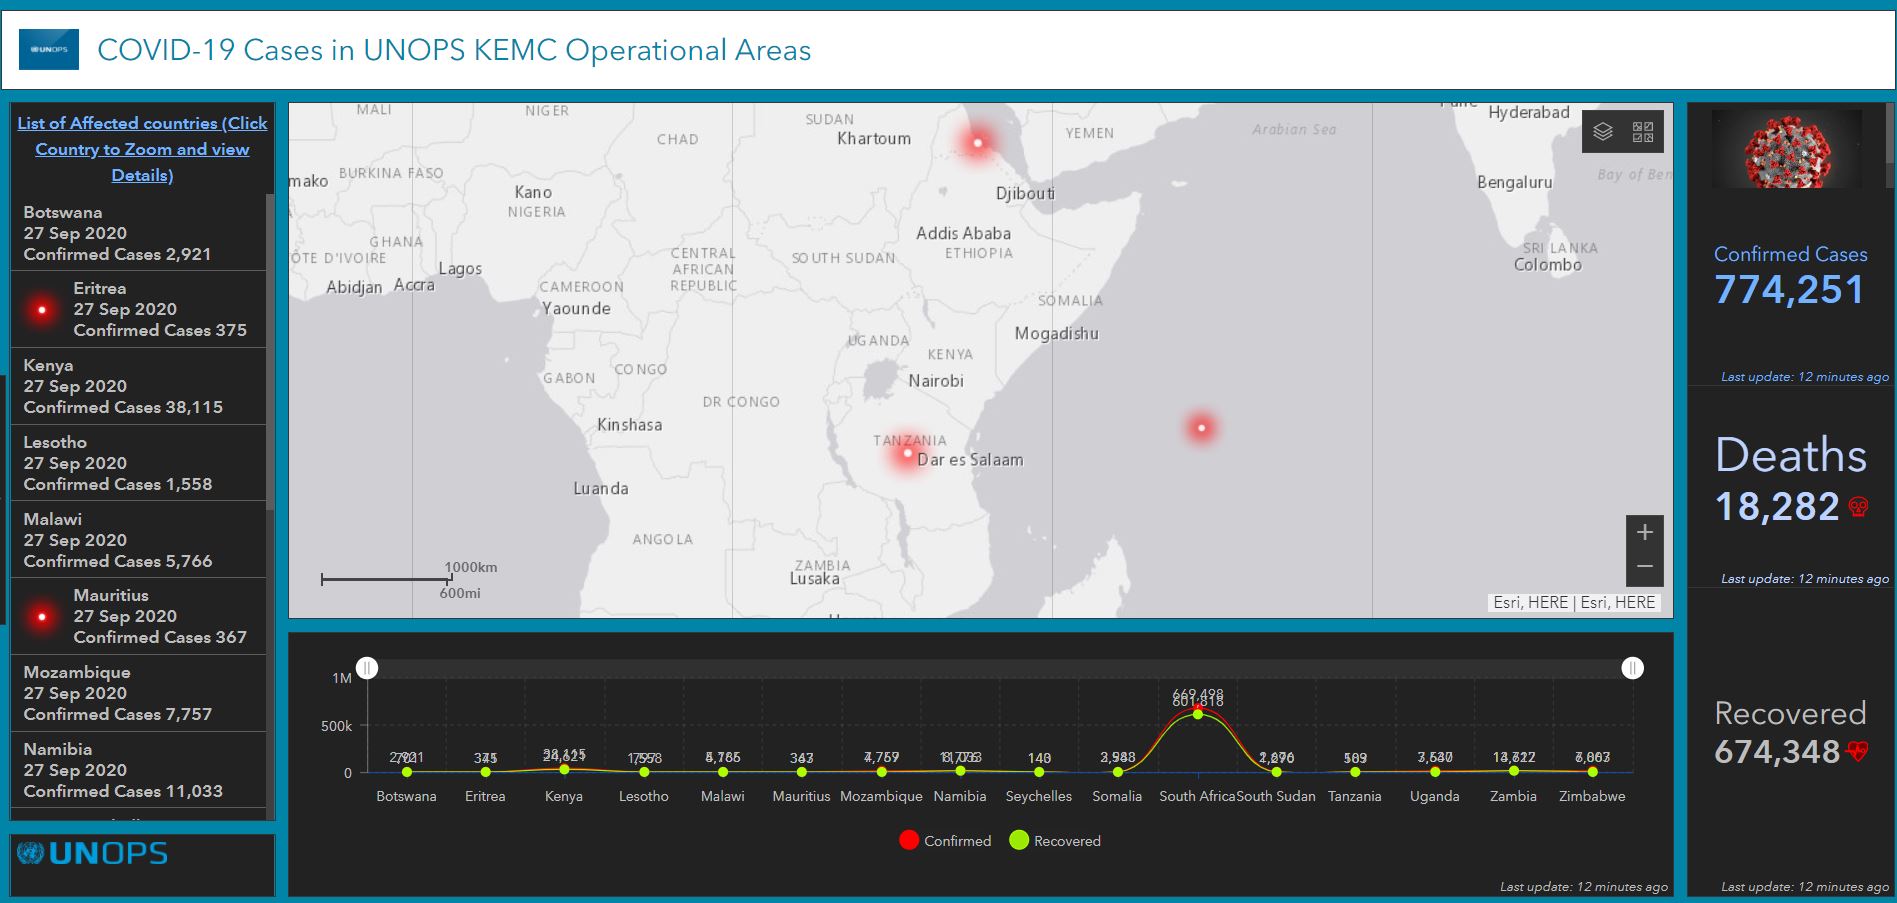 UNOPS
COVID-19 Cases in UNOPS KEMC Operational Areas
List of Affected countries (Click
Country to Zoom and view
Details)
Botswana
27 Sep 2020
Confirmed Cases 2,921
Eritrea
27 Sep 2020
Confirmed Cases 375
Kenya
27 Sep 2020
Confirmed Cases 38,115
Lesotho
27 Sep 2020
Confirmed Cases 1,558
Malawi
27 Sep 2020
Confirmed Cases 5,766
Mauritius
27 Sep 2020
Confirmed Cases 367
Mozambique
27 Sep 2020
Confirmed Cases 7,757
Namibia
27 Sep 2020
Confirmed Cases 11,033
UNOPS
MALI
NIGER
CHAD
SUDAN
Khartoum
YEMEN
Arabian Sea
Hyderabad
mako
BURKINA FASO
Kano
NIGERIA
Djibouti
Bengaluru
Bay of Ben
GHANA
ÔTE D'IVOIRE
Abidjan
Accra
Lagos
CAMEROON
Yaounde
CENTRAL
AFRICAN
REPUBLIC
SOUTH SUDAN
Addis Ababa
ETHIOPIA
SRI LANKA
Colombo
SOMALIA
Mogadishu
UGANDA
KENYA
Nairobi
GABON
CONGO
DR CONGO
Kinshasa
TANZANIA
Dar es Salaam
Luanda
ANGOLA
ZAMBIA
Lusaka
1000km
600mi
+
−
Esri, HERE | Esri, HERE
1M
500k
0
669,498
601,818
Botswana
Eritrea
Kenya
Lesotho
Malawi
Mauritius
Mozambique
Namibia
Seychelles
Somalia
South Africa
South Sudan
Tanzania
Uganda
Zambia
Zimbabwe
Confirmed
Recovered
Last update: 12 minutes ago
Confirmed Cases
774,251
Last update: 12 minutes ago
Deaths
18,282
Last update: 12 minutes ago
Recovered
674,348
Last update: 12 minutes ago